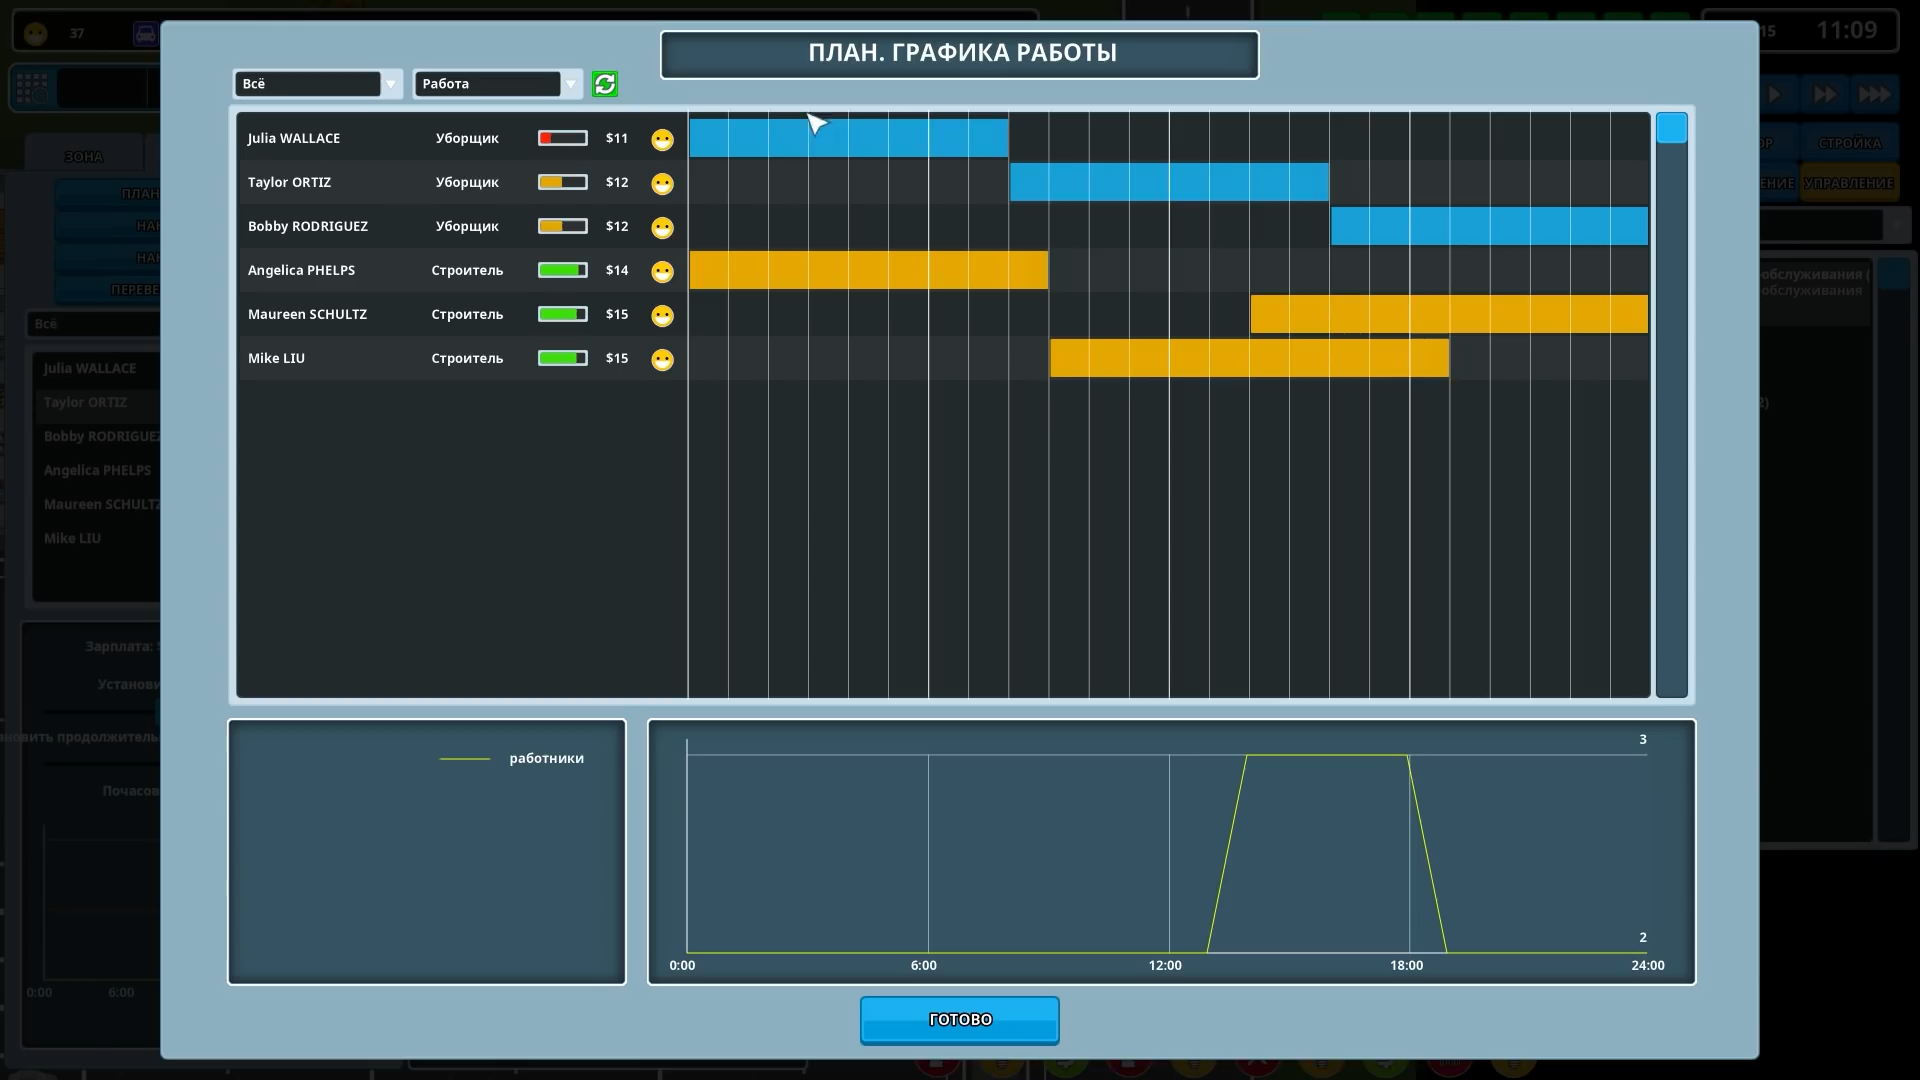 37
ПЛАН. ГРАФИКА РАБОТЫ
15
11:09
Всё
Работа
Julia WALLACE Уборщик $11
Taylor ORTIZ Уборщик $12
Bobby RODRIGUEZ Уборщик $12
Angelica PHELPS Строитель $14
Maureen SCHULTZ Строитель $15
Mike LIU Строитель $15
ЗОНА
СТРОЙКА
УПРАВЛЕНИЕ
Всё
Julia WALLACE
Taylor ORTIZ
Bobby RODRIGUEZ
Angelica PHELPS
Maureen SCHULTZ
Mike LIU
обслуживания (
обслуживания
Зарплата:
0:00 6:00
работники
3
2
0:00 6:00 12:00 18:00 24:00
ГОТОВО